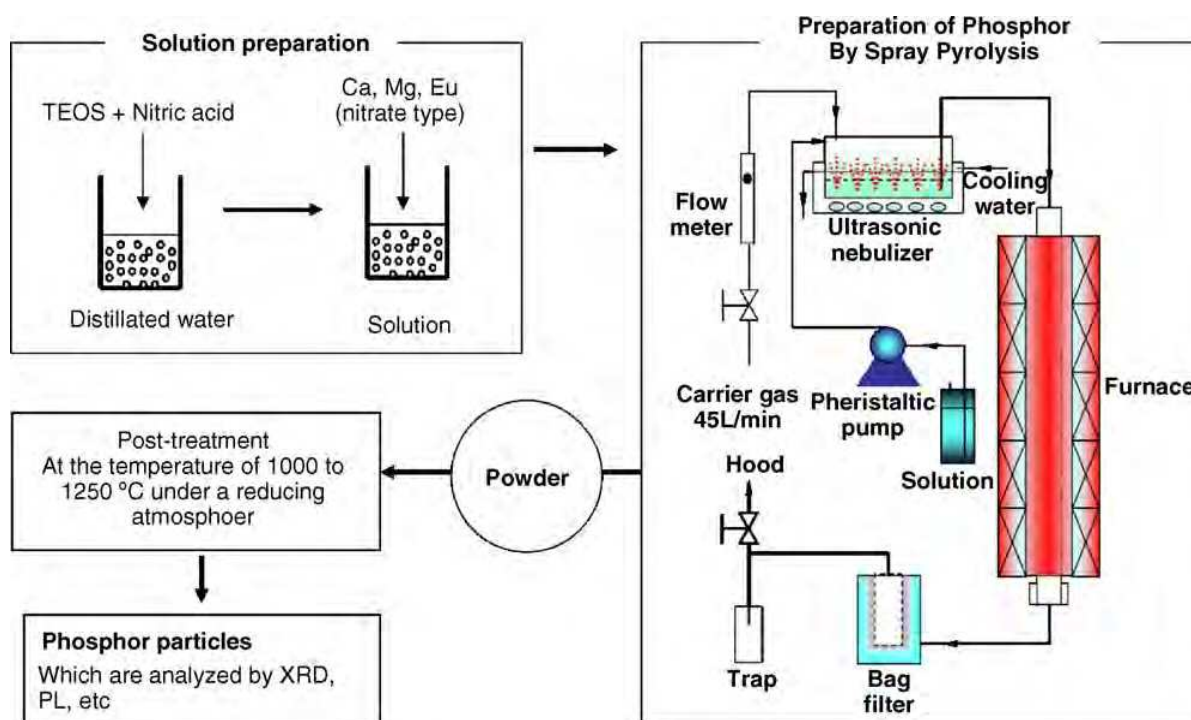 Solution preparation
TEOS + Nitric acid
Ca, Mg, Eu
(nitrate type)
Distillated water
Solution
Preparation of Phosphor
By Spray Pyrolysis
Flow
meter
Cooling
water
Ultrasonic
nebulizer
Carrier gas
45L/min
Pheristaltic
pump
Solution
Furnace
Hood
Trap
Bag
filter
Powder
Post-treatment
At the temperature of 1000 to
1250 ºC under a reducing
atmosphoer
Phosphor particles
Which are analyzed by XRD,
PL, etc